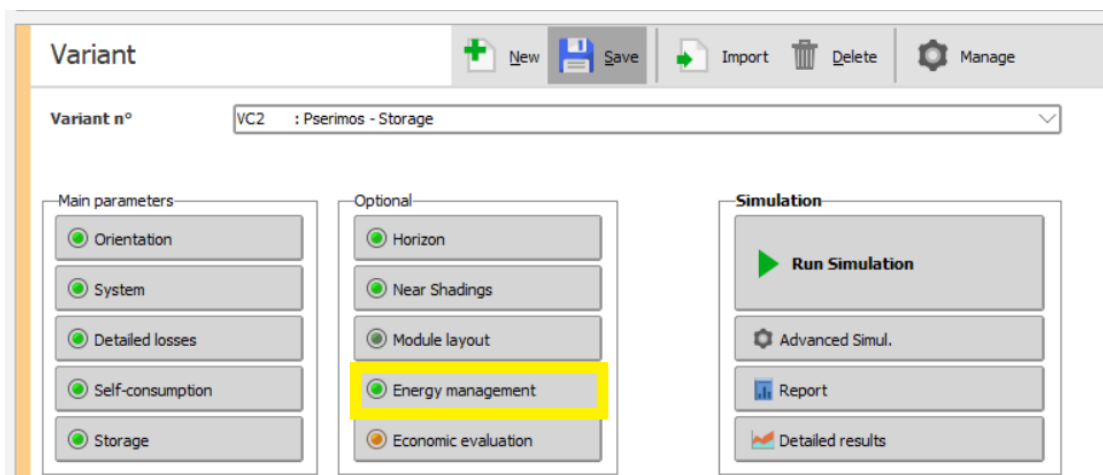 Variant
New
Save
Import
Delete
Manage
Variant n°
VC2 : Pserimos - Storage
Main parameters
Orientation
System
Detailed losses
Self-consumption
Storage
Optional
Horizon
Near Shadings
Module layout
Energy management
Economic evaluation
Simulation
Run Simulation
Advanced Simul.
Report
Detailed results